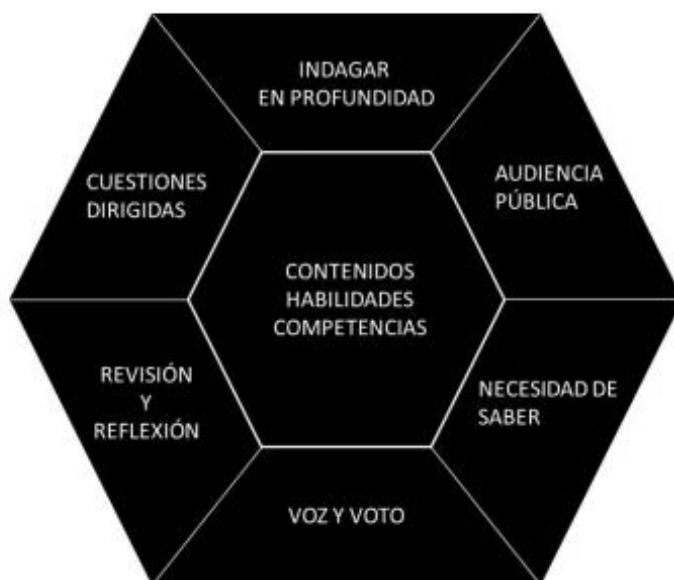 INDAGAR
EN PROFUNDIDAD
CUESTIONES
DIRIGIDAS
AUDIENCIA
PÚBLICA
CONTENIDOS
HABILIDADES
COMPETENCIAS
REVISIÓN
Y
REFLEXIÓN
NECESIDAD DE
SABER
VOZ Y VOTO